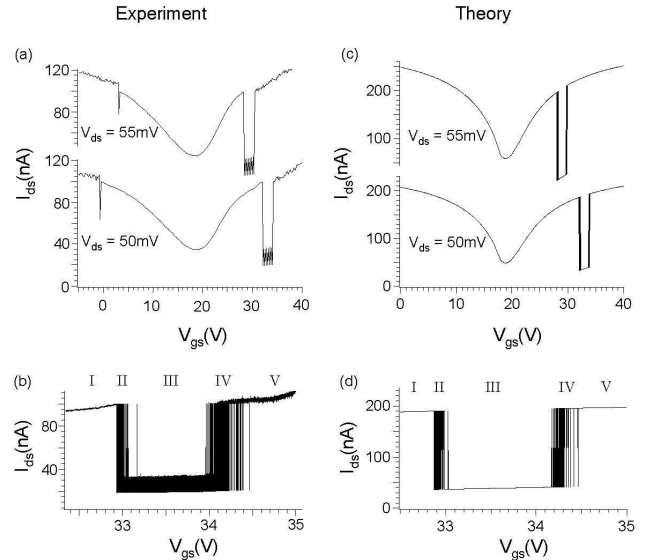 Experiment
Theory
(a)
120
80
V_ds = 55mV
120
80
40
0
V_ds = 50mV
I_ds(nA)
0 10 20 30 40
V_gs(V)
(c)
200
100
V_ds = 55mV
200
100
0
V_ds = 50mV
I_ds(nA)
0 10 20 30 40
V_gs(V)
(b)
I II III IV V
80
40
I_ds(nA)
33 34 35
V_gs(V)
(d)
I II III IV V
200
150
100
50
0
I_ds(nA)
33 34 35
V_gs(V)